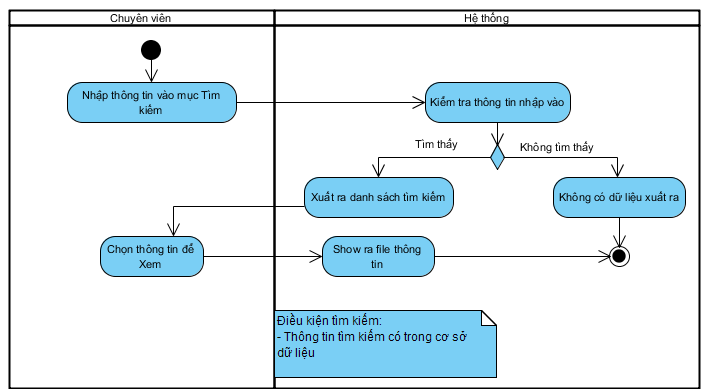 Chuyên viên
Hệ thống
Nhập thông tin vào mục Tìm
kiếm
Kiểm tra thông tin nhập vào
Tìm thấy
Không tìm thấy
Xuất ra danh sách tìm kiếm
Không có dữ liệu xuất ra
Chọn thông tin để
Xem
Show ra file thông
tin
Điều kiện tìm kiếm:
- Thông tin tìm kiếm có trong cơ sở
dữ liệu